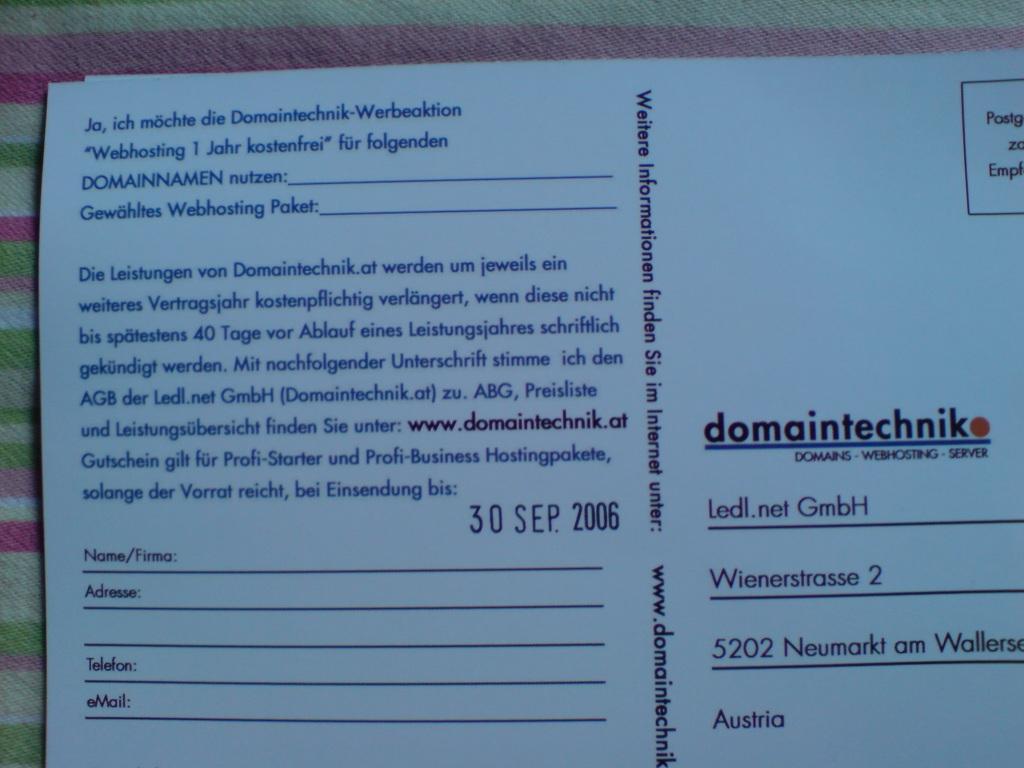 Ja, ich möchte die Domaintechnik-Werbeaktion
"Webhosting 1 Jahr kostenfrei" für folgenden
DOMAINNAMEN nutzen:
Gewähltes Webhosting Paket:
Die Leistungen von Domaintechnik.at werden um jeweils ein
weiteres Vertragsjahr kostenpflichtig verlängert, wenn diese nicht
bis spätestens 40 Tage vor Ablauf eines Leistungsjahres schriftlich
gekündigt werden. Mit nachfolgender Unterschrift stimme ich den
AGB der Ledl.net GmbH (Domaintechnik.at) zu. ABG, Preisliste
und Leistungsübersicht finden Sie unter: www.domaintechnik.at
Gutschein gilt für Profi-Starter und Profi-Business Hostingpakete,
solange der Vorrat reicht, bei Einsendung bis:
30 SEP. 2006
Name/Firma:
Adresse:
Telefon:
eMail:
Weitere Informationen finden Sie im Internet unter: www.domaintechnik
Postg
zo
Empf
domaintechnik
DOMAINS - WEBHOSTING - SERVER
Ledl.net GmbH
Wienerstrasse 2
5202 Neumarkt am Wallerse
Austria